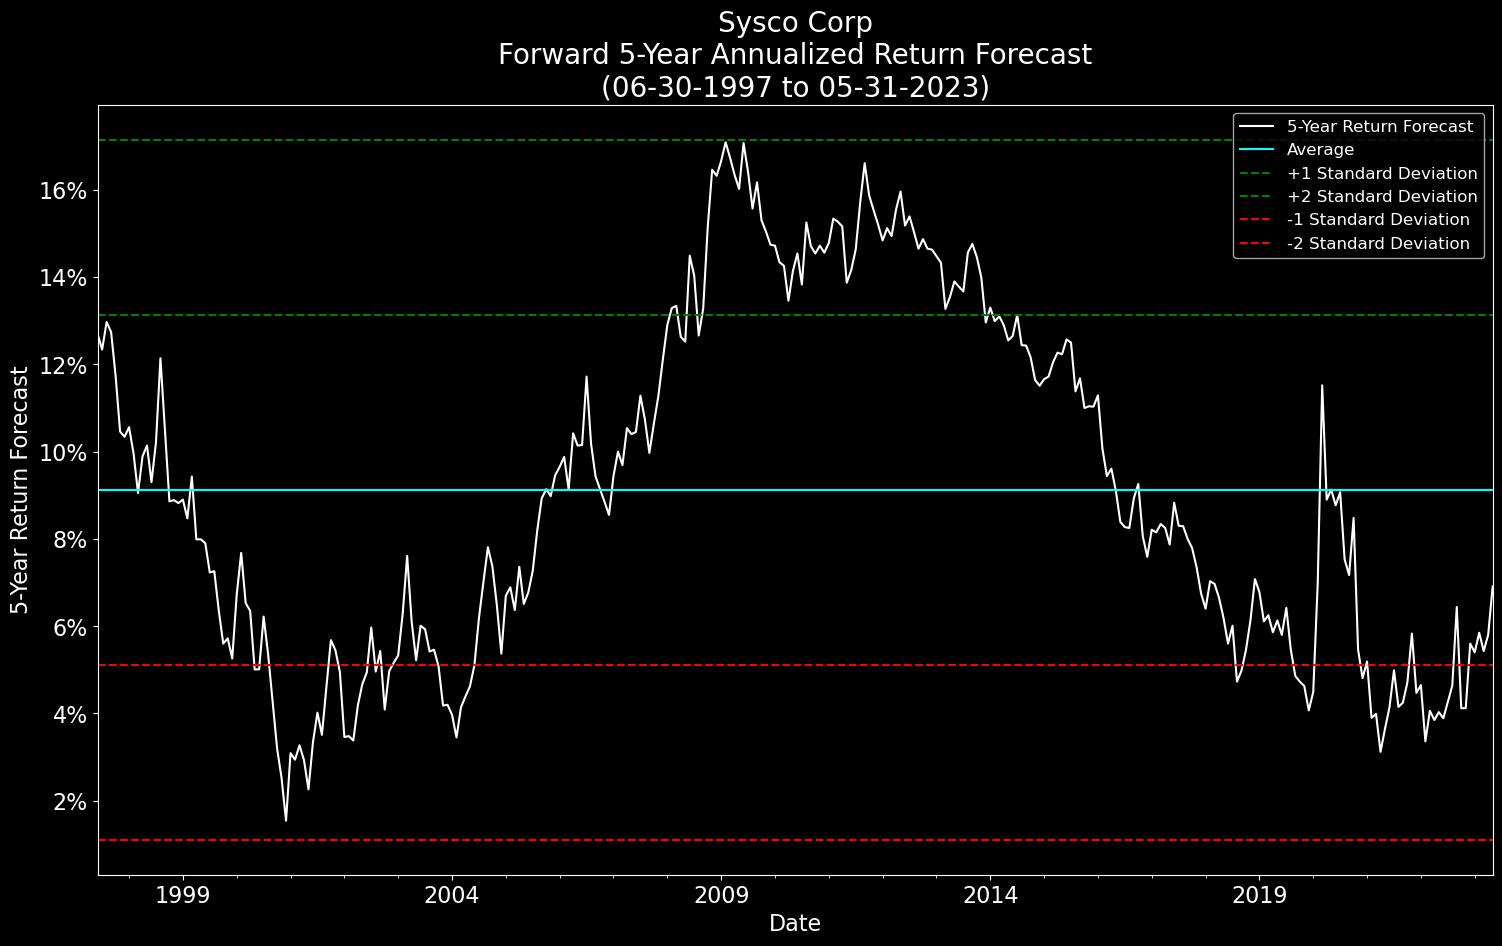 Sysco Corp
Forward 5-Year Annualized Return Forecast
(06-30-1997 to 05-31-2023)
5-Year Return Forecast
Average
+1 Standard Deviation
+2 Standard Deviation
-1 Standard Deviation
-2 Standard Deviation
5-Year Return Forecast
16%
14%
12%
10%
8%
6%
4%
2%
1999
2004
2009
2014
2019
Date